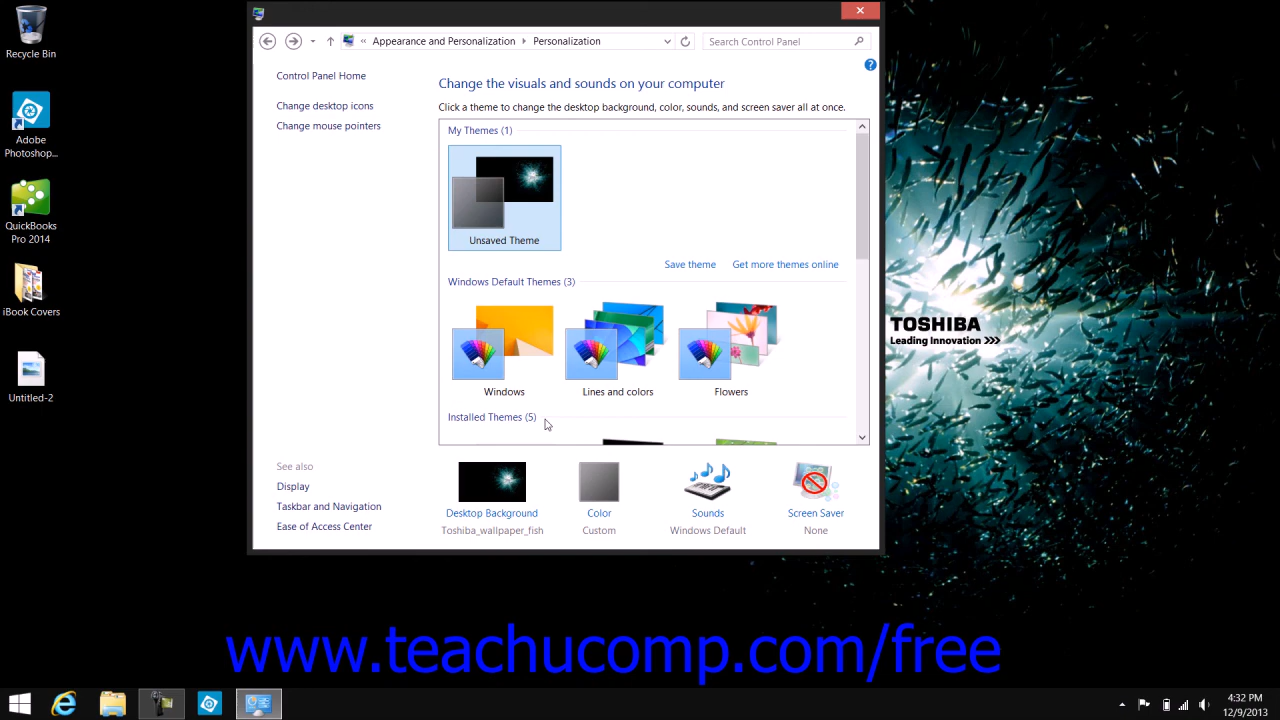 Recycle Bin
Adobe
Photoshop...
QuickBooks
Pro 2014
iBook Covers
Untitled-2
« Appearance and Personalization Personalization
Search Control Panel
Control Panel Home
Change desktop icons
Change mouse pointers
Change the visuals and sounds on your computer
Click a theme to change the desktop background, color, sounds, and screen saver all at once.
My Themes (1)
Unsaved Theme
Save theme Get more themes online
Windows Default Themes (3)
Windows Lines and colors Flowers
Installed Themes (5)
See also
Display
Taskbar and Navigation
Ease of Access Center
Desktop Background Color Sounds Screen Saver
Toshiba_wallpaper_fish Custom Windows Default None
TOSHIBA
Leading Innovation >>>
www.teachucomp.com/free
4:32 PM
12/9/2013